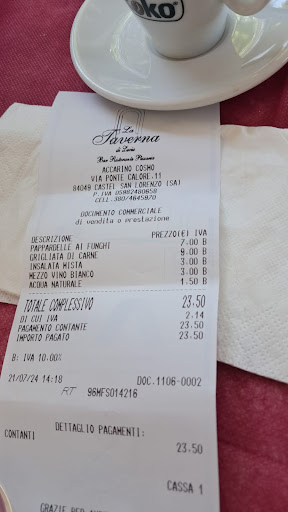 oko
La
Taverna
di Lucia
Bar Ristorante Pizzeria
ACCARINO COSMO
VIA PONTE CALORE,11
84049 CASTEL SAN LORENZO (SA)
P.IVA 05982480658
CELL.380/4645970
DOCUMENTO COMMERCIALE
di vendita o prestazione
DESCRIZIONE PREZZO(€) IVA
PAPPARDELLE AI FUNGHI 7.00 B
GRIGLIATA DI CARNE 9.00 B
INSALATA MISTA 3.00 B
MEZZO VINO BIANCO 3.00 B
ACQUA NATURALE 1.50 B
TOTALE COMPLESSIVO 23.50
DI CUI IVA 2.14
PAGAMENTO CONTANTE 23.50
IMPORTO PAGATO 23.50
B: IVA 10.00%
21/07/24 14:18 DOC.1106-0002
RT 96MFS014216
DETTAGLIO PAGAMENTI:
CONTANTI 23.50
CASSA 1
GRAZIE PER